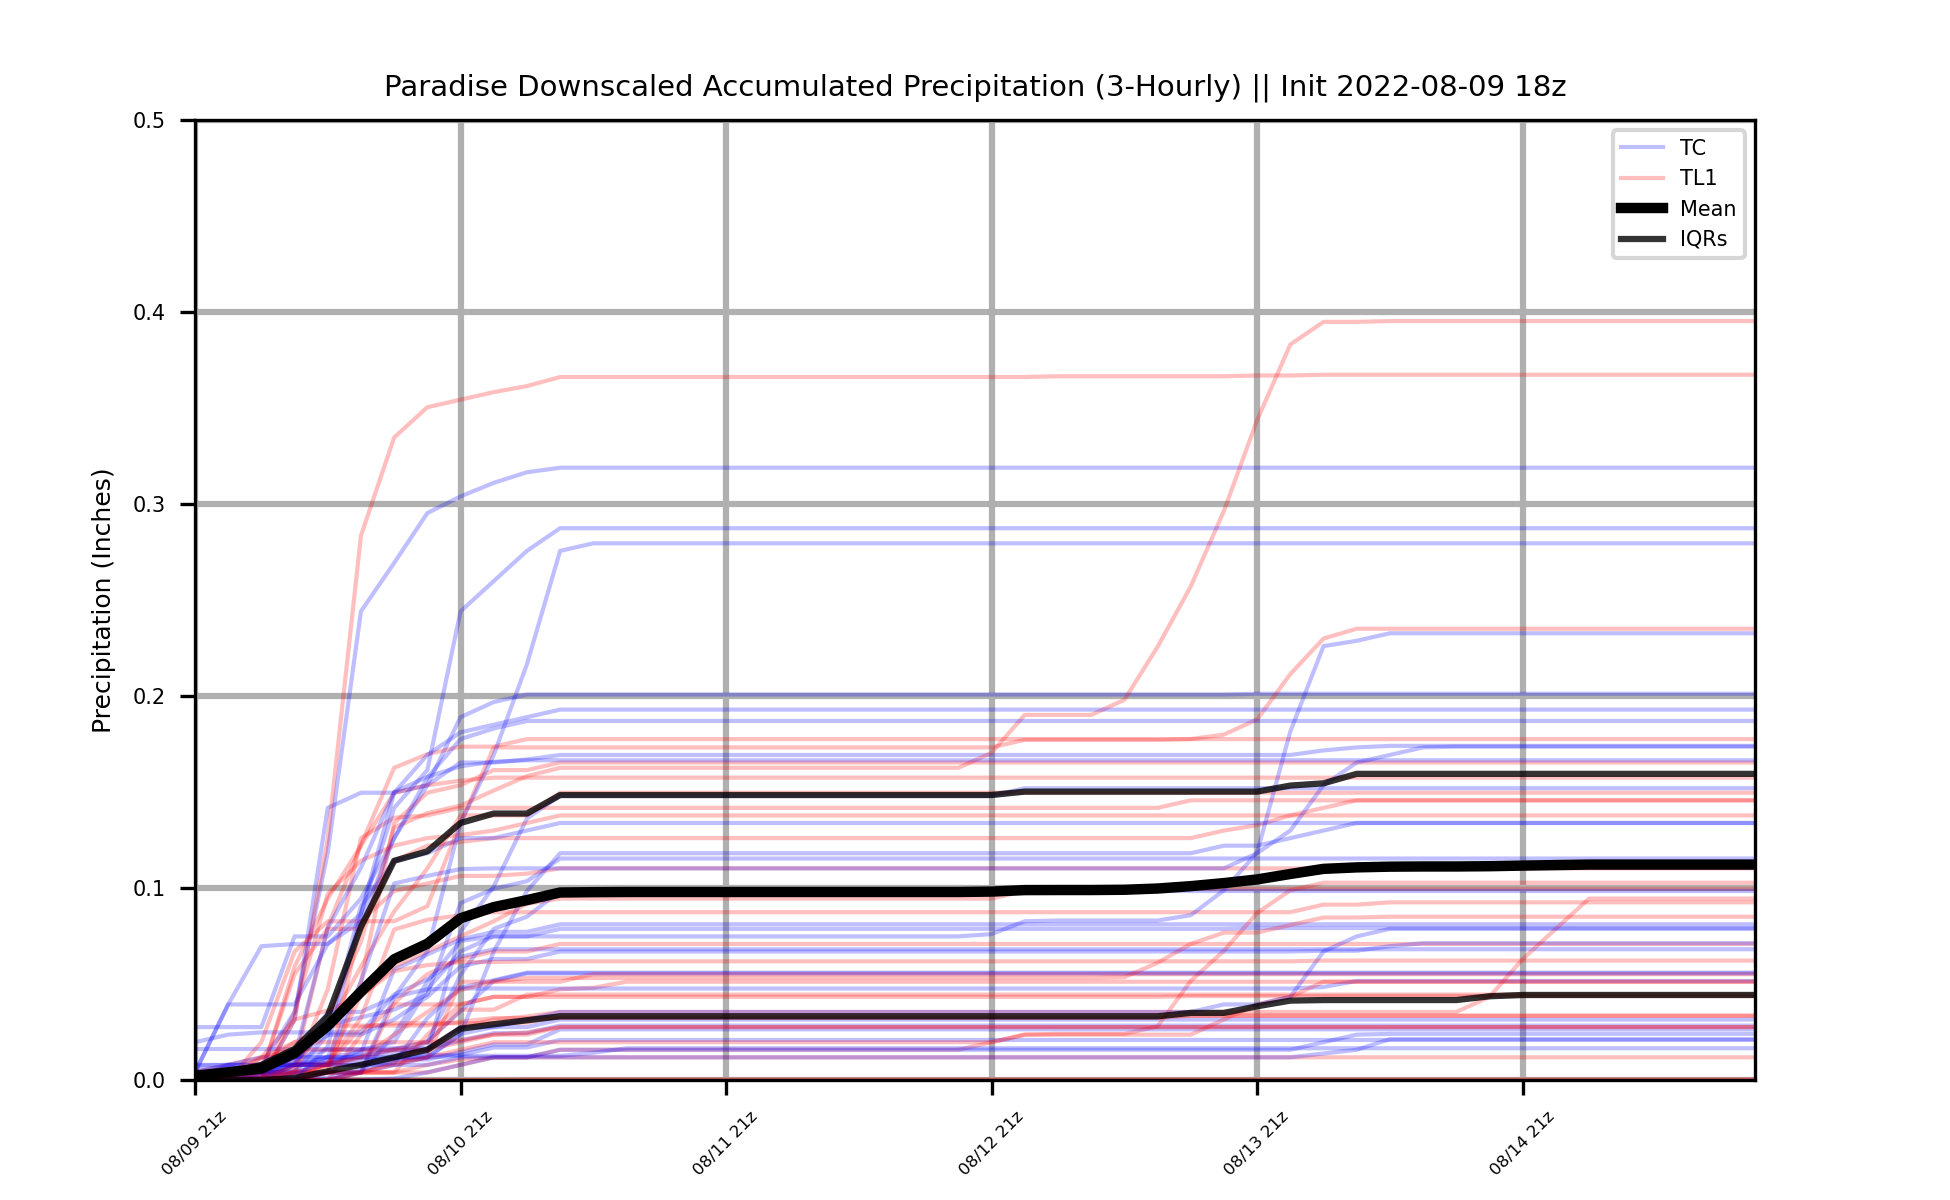 Paradise Downscaled Accumulated Precipitation (3-Hourly) || Init 2022-08-09 18z
0.5
0.4
0.3
0.2
0.1
0.0
Precipitation (Inches)
TC
TL1
Mean
IQRs
08/09 21z
08/10 21z
08/11 21z
08/12 21z
08/13 21z
08/14 21z